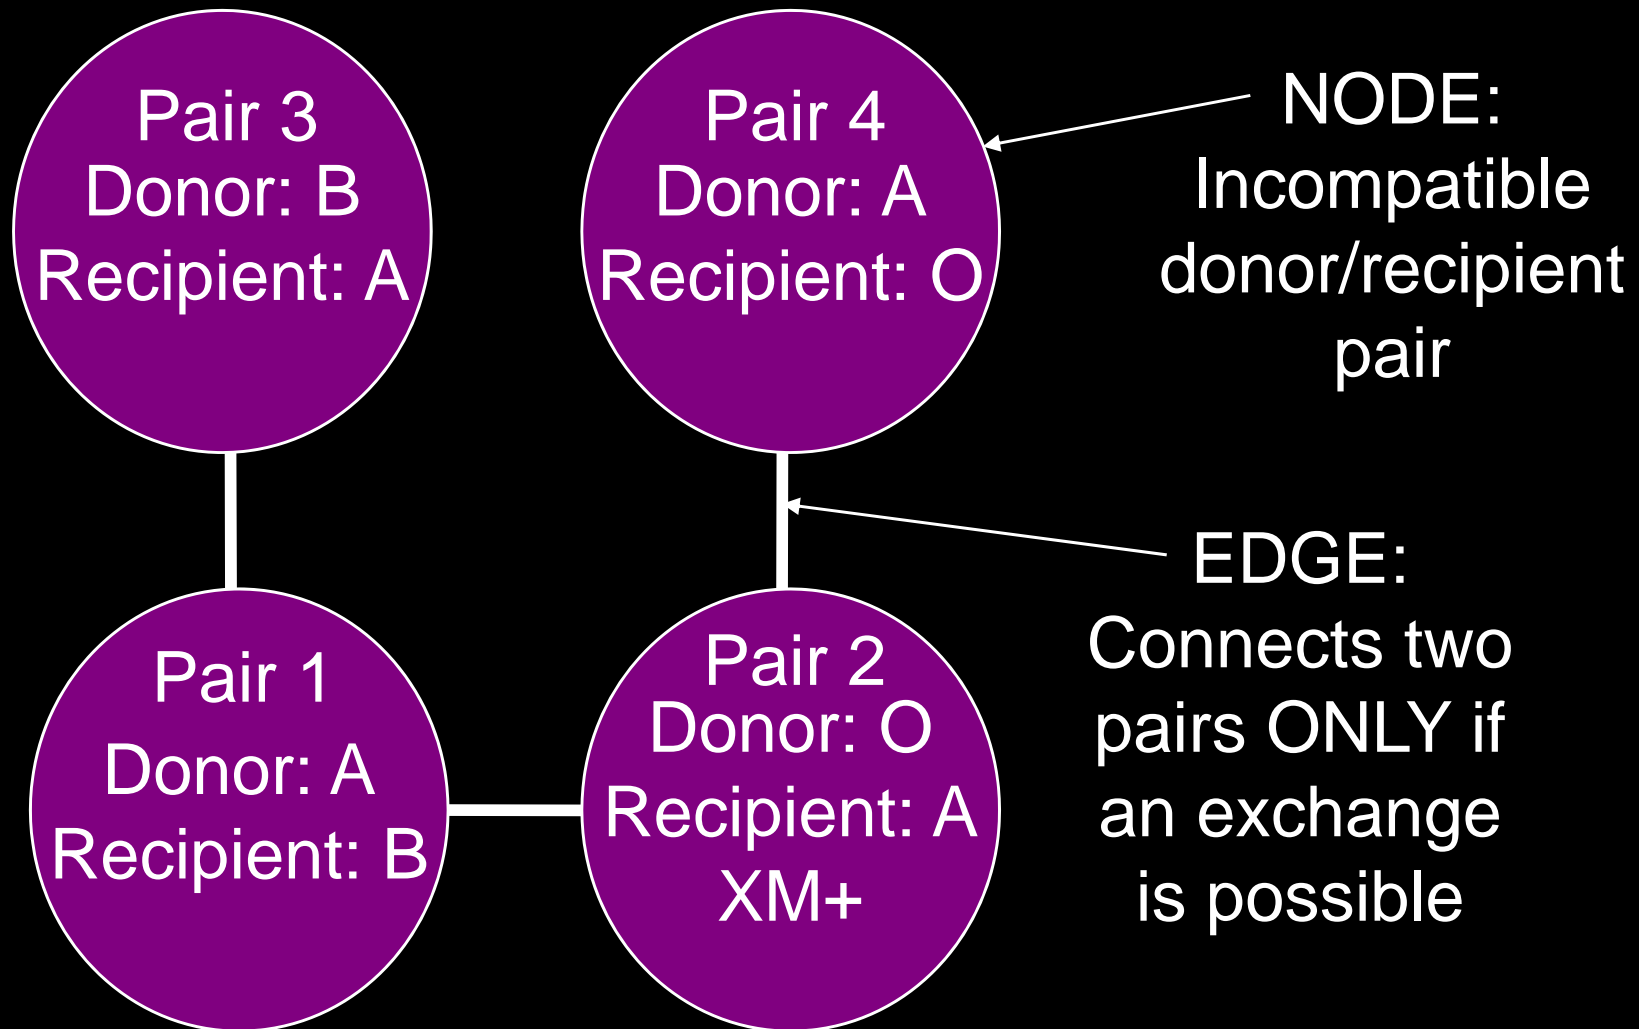 Pair 3
Donor: B
Recipient: A
Pair 4
Donor: A
Recipient: O
NODE:
Incompatible
donor/recipient
pair
Pair 1
Donor: A
Recipient: B
Pair 2
Donor: O
Recipient: A
XM+
EDGE:
Connects two
pairs ONLY if
an exchange
is possible